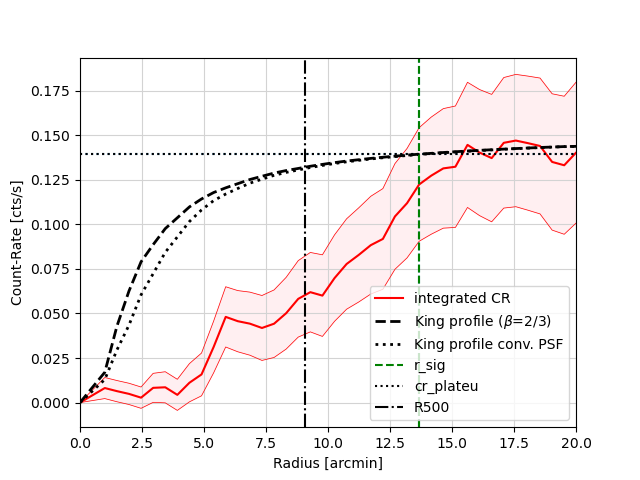 Count-Rate [cts/s]
0.175
0.150
0.125
0.100
0.075
0.050
0.025
0.000
integrated CR
King profile (β=2/3)
King profile conv. PSF
r_sig
cr_plateu
R500
0.0 2.5 5.0 7.5 10.0 12.5 15.0 17.5 20.0
Radius [arcmin]